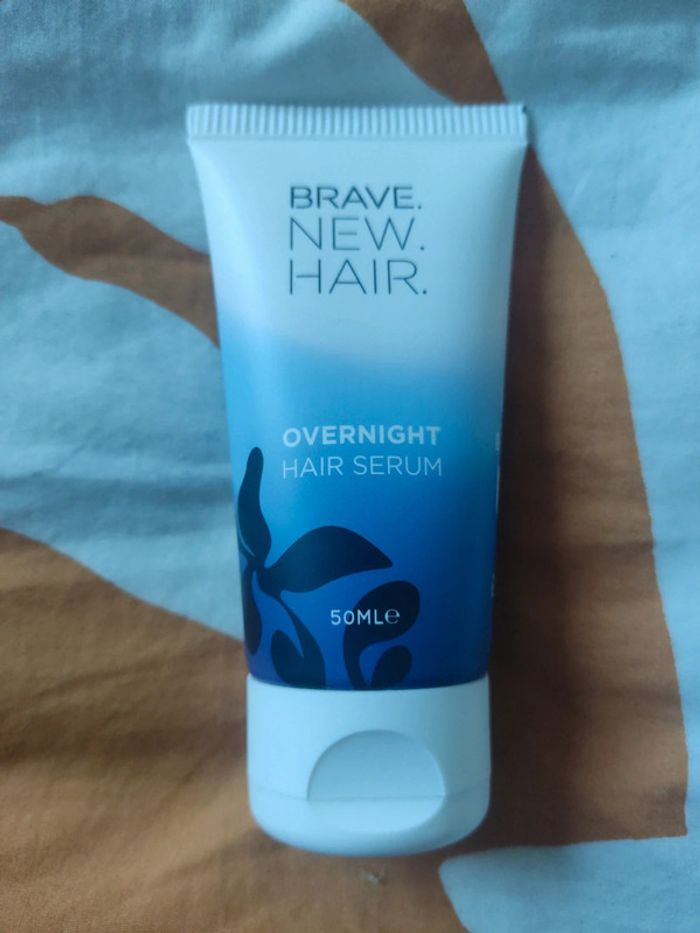 BRAVE.
NEW.
HAIR.
OVERNIGHT
HAIR SERUM
50ML℮